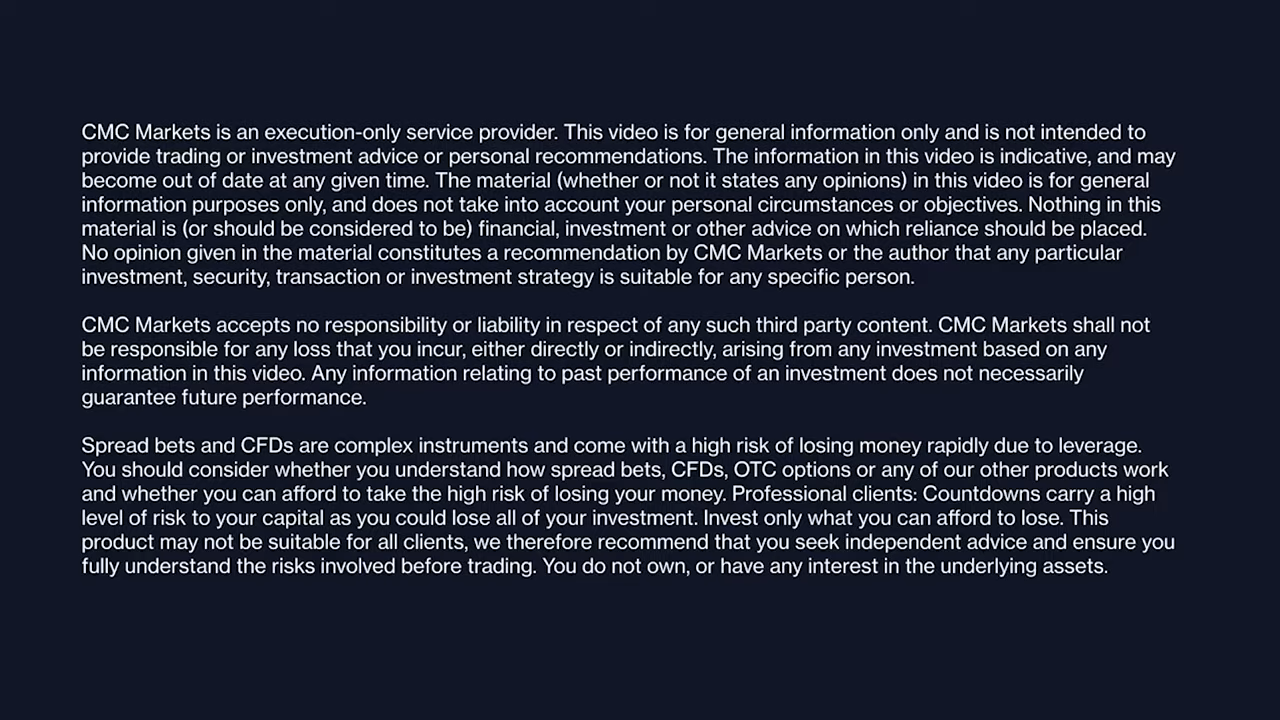 CMC Markets is an execution-only service provider. This video is for general information only and is not intended to
provide trading or investment advice or personal recommendations. The information in this video is indicative, and may
become out of date at any given time. The material (whether or not it states any opinions) in this video is for general
information purposes only, and does not take into account your personal circumstances or objectives. Nothing in this
material is (or should be considered to be) financial, investment or other advice on which reliance should be placed.
No opinion given in the material constitutes a recommendation by CMC Markets or the author that any particular
investment, security, transaction or investment strategy is suitable for any specific person.
CMC Markets accepts no responsibility or liability in respect of any such third party content. CMC Markets shall not
be responsible for any loss that you incur, either directly or indirectly, arising from any investment based on any
information in this video. Any information relating to past performance of an investment does not necessarily
guarantee future performance.
Spread bets and CFDs are complex instruments and come with a high risk of losing money rapidly due to leverage.
You should consider whether you understand how spread bets, CFDs, OTC options or any of our other products work
and whether you can afford to take the high risk of losing your money. Professional clients: Countdowns carry a high
level of risk to your capital as you could lose all of your investment. Invest only what you can afford to lose. This
product may not be suitable for all clients, we therefore recommend that you seek independent advice and ensure you
fully understand the risks involved before trading. You do not own, or have any interest in the underlying assets.